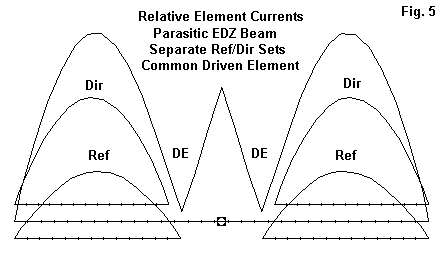 Relative Element Currents
Parasitic EDZ Beam
Separate Ref/Dir Sets
Common Driven Element
Fig. 5
Dir
Dir
Ref
DE
DE
Ref